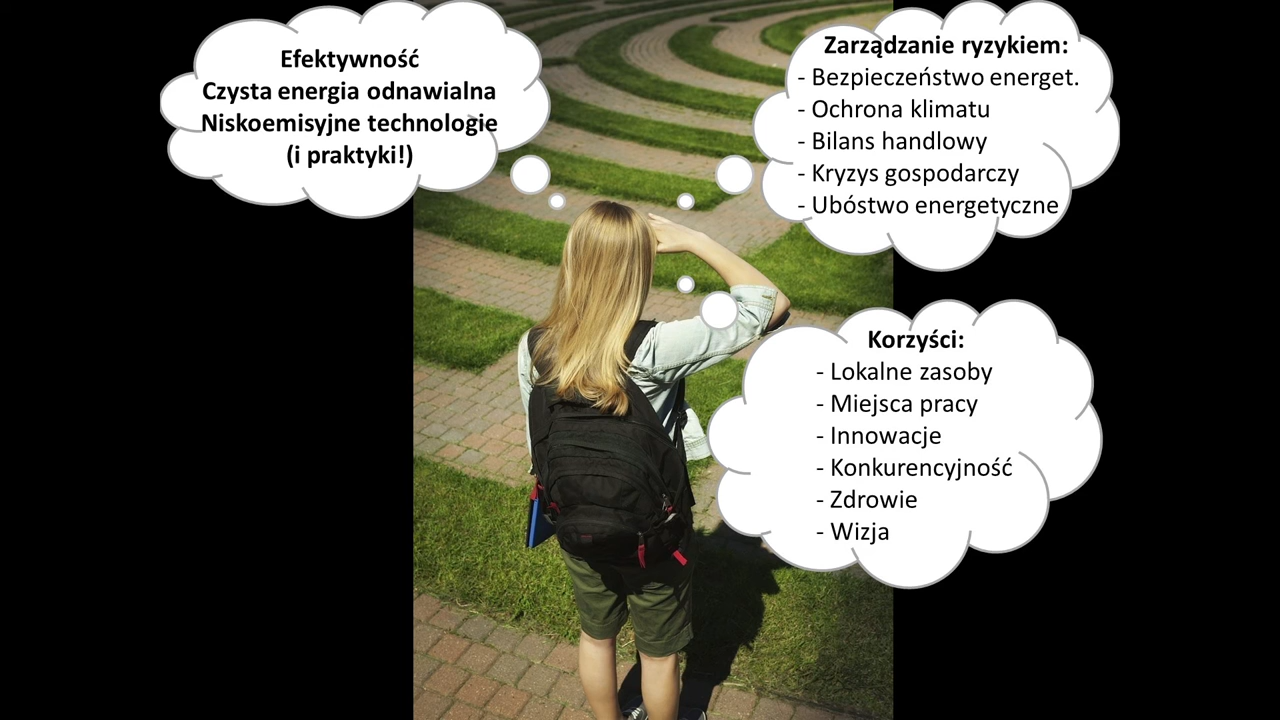 Efektywność
Czysta energia odnawialna
Niskoemisyjne technologie
(i praktyki!)
Zarządzanie ryzykiem:
- Bezpieczeństwo energet.
- Ochrona klimatu
- Bilans handlowy
- Kryzys gospodarczy
- Ubóstwo energetyczne
Korzyści:
- Lokalne zasoby
- Miejsca pracy
- Innowacje
- Konkurencyjność
- Zdrowie
- Wizja